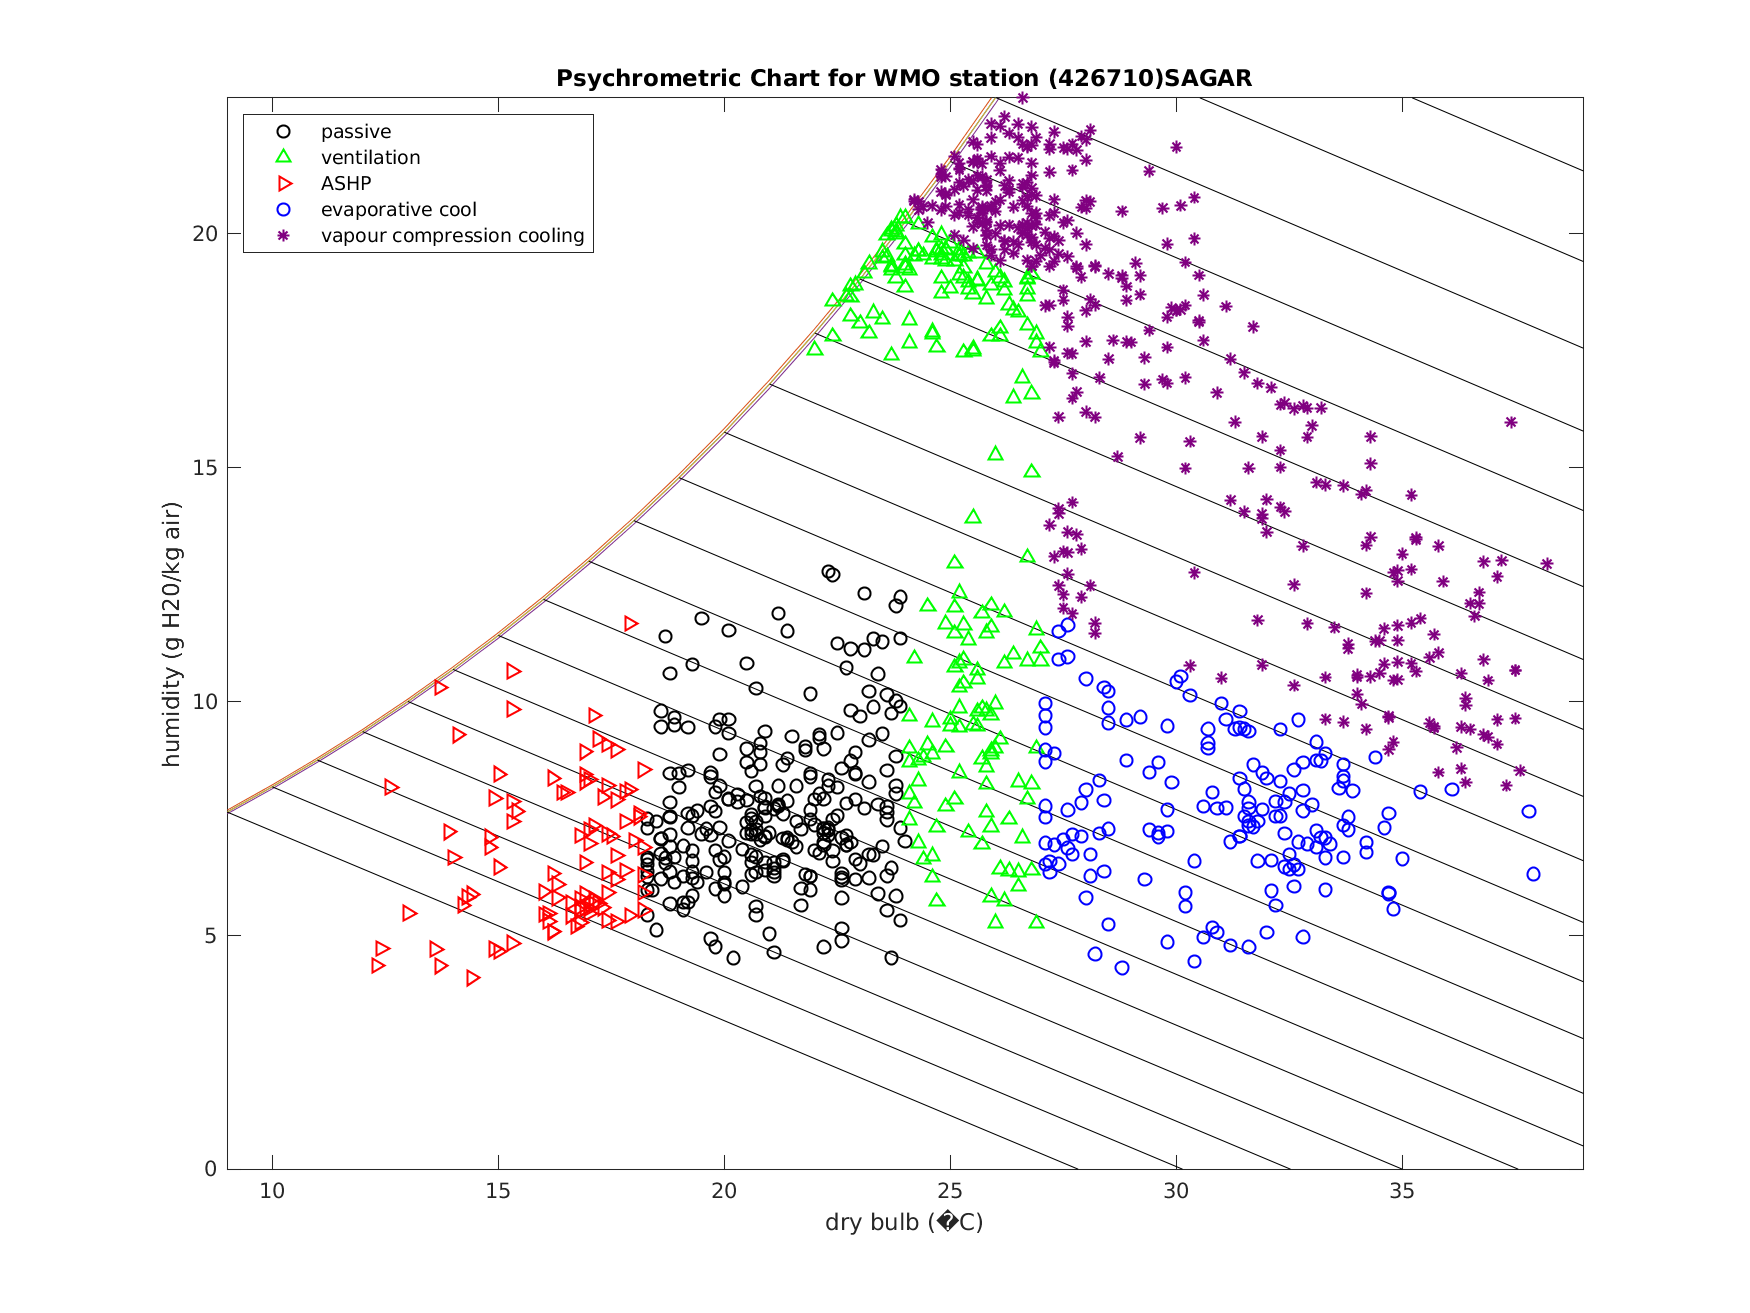 Psychrometric Chart for WMO station (426710)SAGAR
passive
ventilation
ASHP
evaporative cool
vapour compression cooling
20
15
10
5
0
humidity (g H20/kg air)
10
15
20
25
30
35
dry bulb (�C)